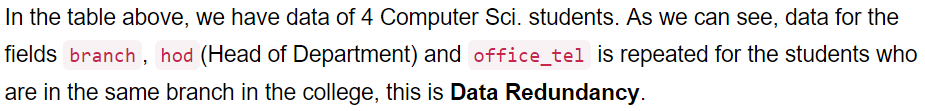 In the table above, we have data of 4 Computer Sci. students. As we can see, data for the
fields branch , hod (Head of Department) and office_tel is repeated for the students who
are in the same branch in the college, this is Data Redundancy.